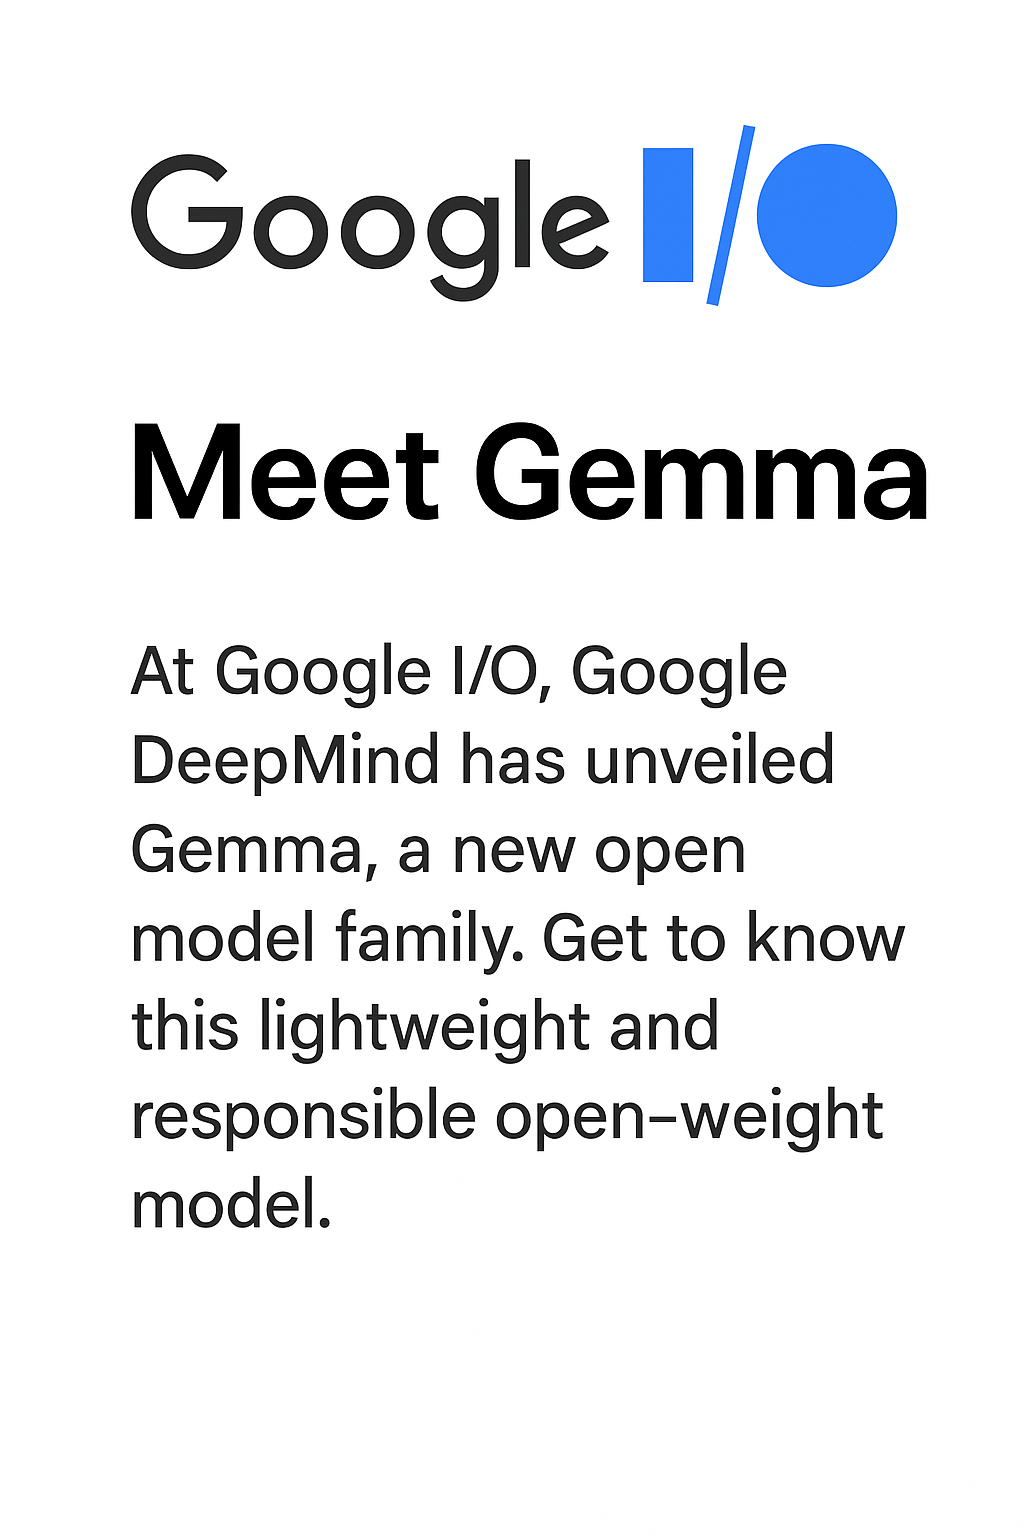 Google I/O
Meet Gemma
At Google I/O, Google
DeepMind has unveiled
Gemma, a new open
model family. Get to know
this lightweight and
responsible open–weight
model.